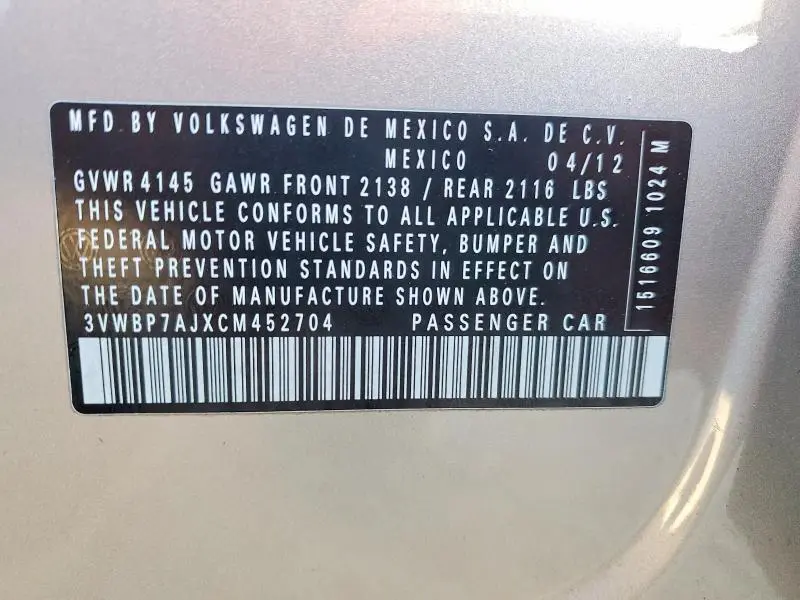 MFD. BY VOLKSWAGEN DE MEXICO S.A. DE C.V.
MEXICO 04/12
GVWR 4145 GAWR FRONT 2138 / REAR 2116 LBS
THIS VEHICLE CONFORMS TO ALL APPLICABLE U.S.
FEDERAL MOTOR VEHICLE SAFETY, BUMPER AND
THEFT PREVENTION STANDARDS IN EFFECT ON
THE DATE OF MANUFACTURE SHOWN ABOVE.
3VWBP7AJXCM452704 PASSENGER CAR
1516609 1024 M